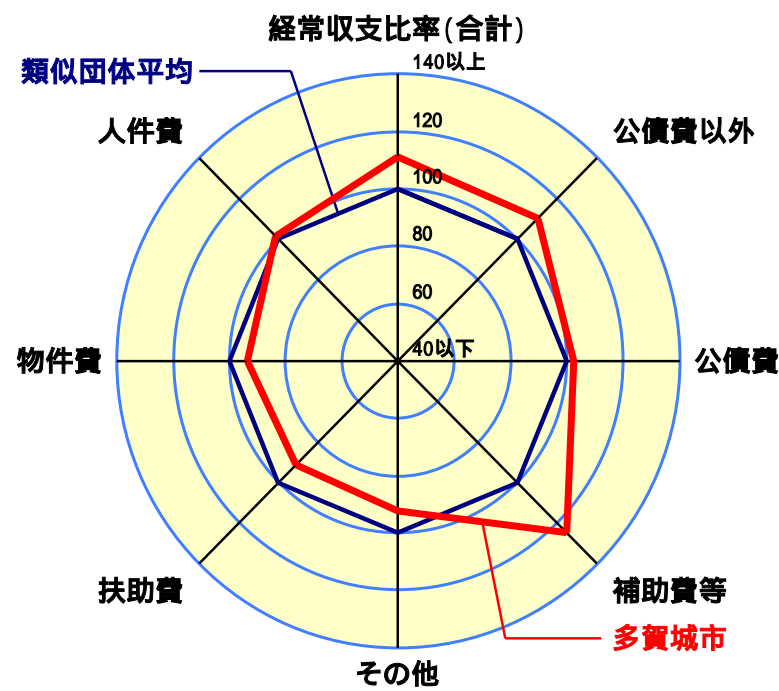 経常収支比率(合計)
140以上
類似団体平均
人件費
120
公債費以外
100
80
60
40以下
物件費
公債費
扶助費
補助費等
多賀城市
その他